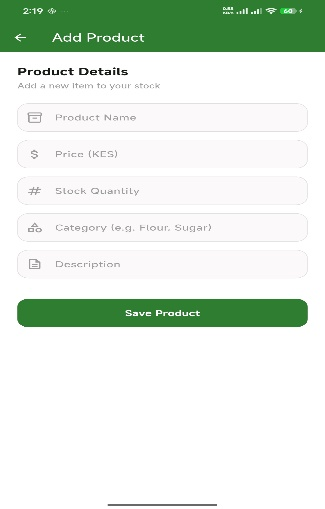 2:19
Add Product
Product Details
Add a new item to your stock
Product Name
Price (KES)
Stock Quantity
Category (e.g. Flour, Sugar)
Description
Save Product